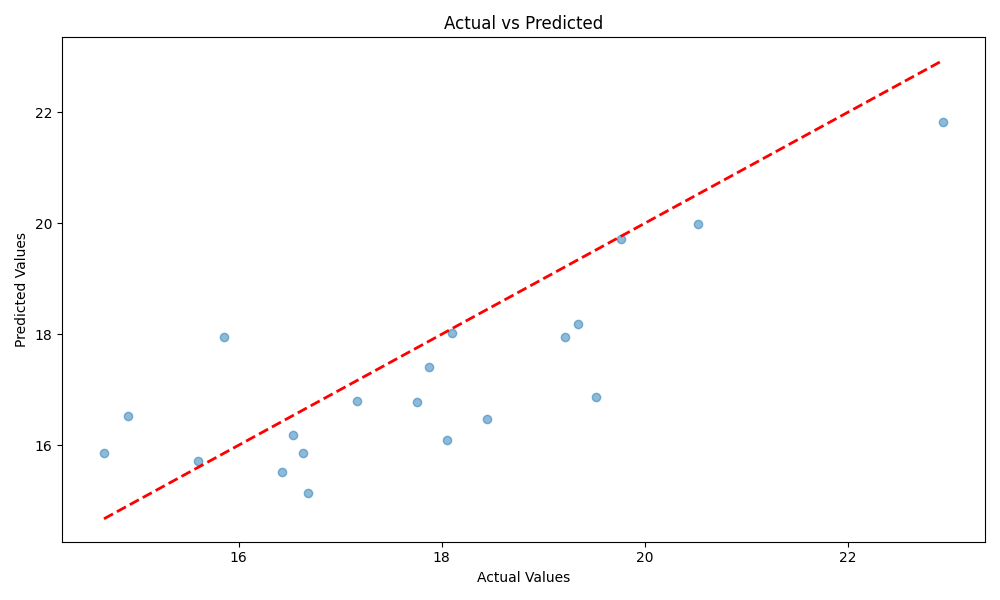 Actual vs Predicted
Predicted Values
22
20
18
16
16 18 20 22
Actual Values